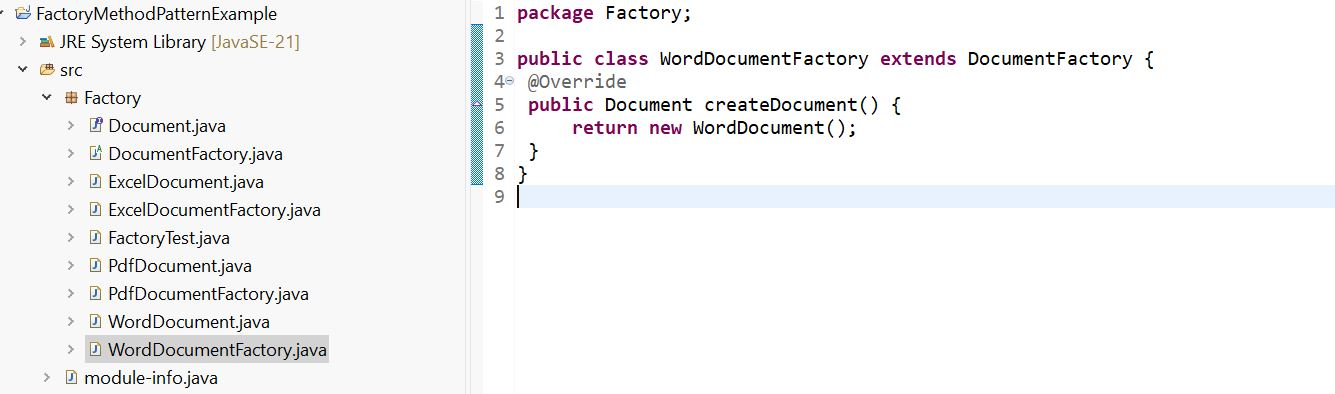 FactoryMethodPatternExample
JRE System Library [JavaSE-21]
src
Factory
Document.java
DocumentFactory.java
ExcelDocument.java
ExcelDocumentFactory.java
FactoryTest.java
PdfDocument.java
PdfDocumentFactory.java
WordDocument.java
WordDocumentFactory.java
module-info.java
1 package Factory;
2
3 public class WordDocumentFactory extends DocumentFactory {
4 @Override
5 public Document createDocument() {
6 return new WordDocument();
7 }
8 }
9